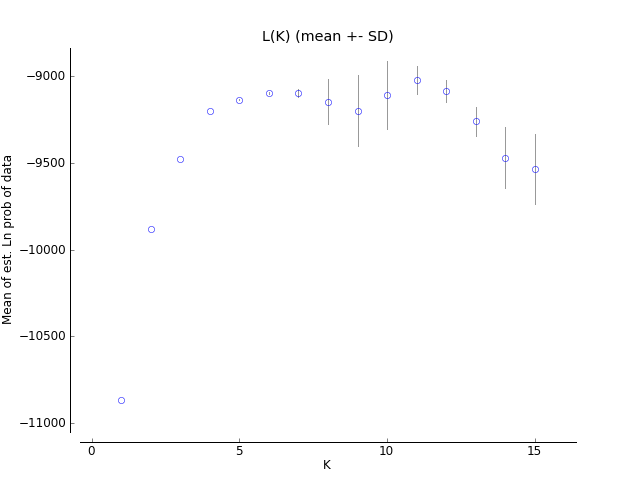 L(K) (mean +- SD)
Mean of est. Ln prob of data
−9000
−9500
−10000
−10500
−11000
0 5 10 15
K